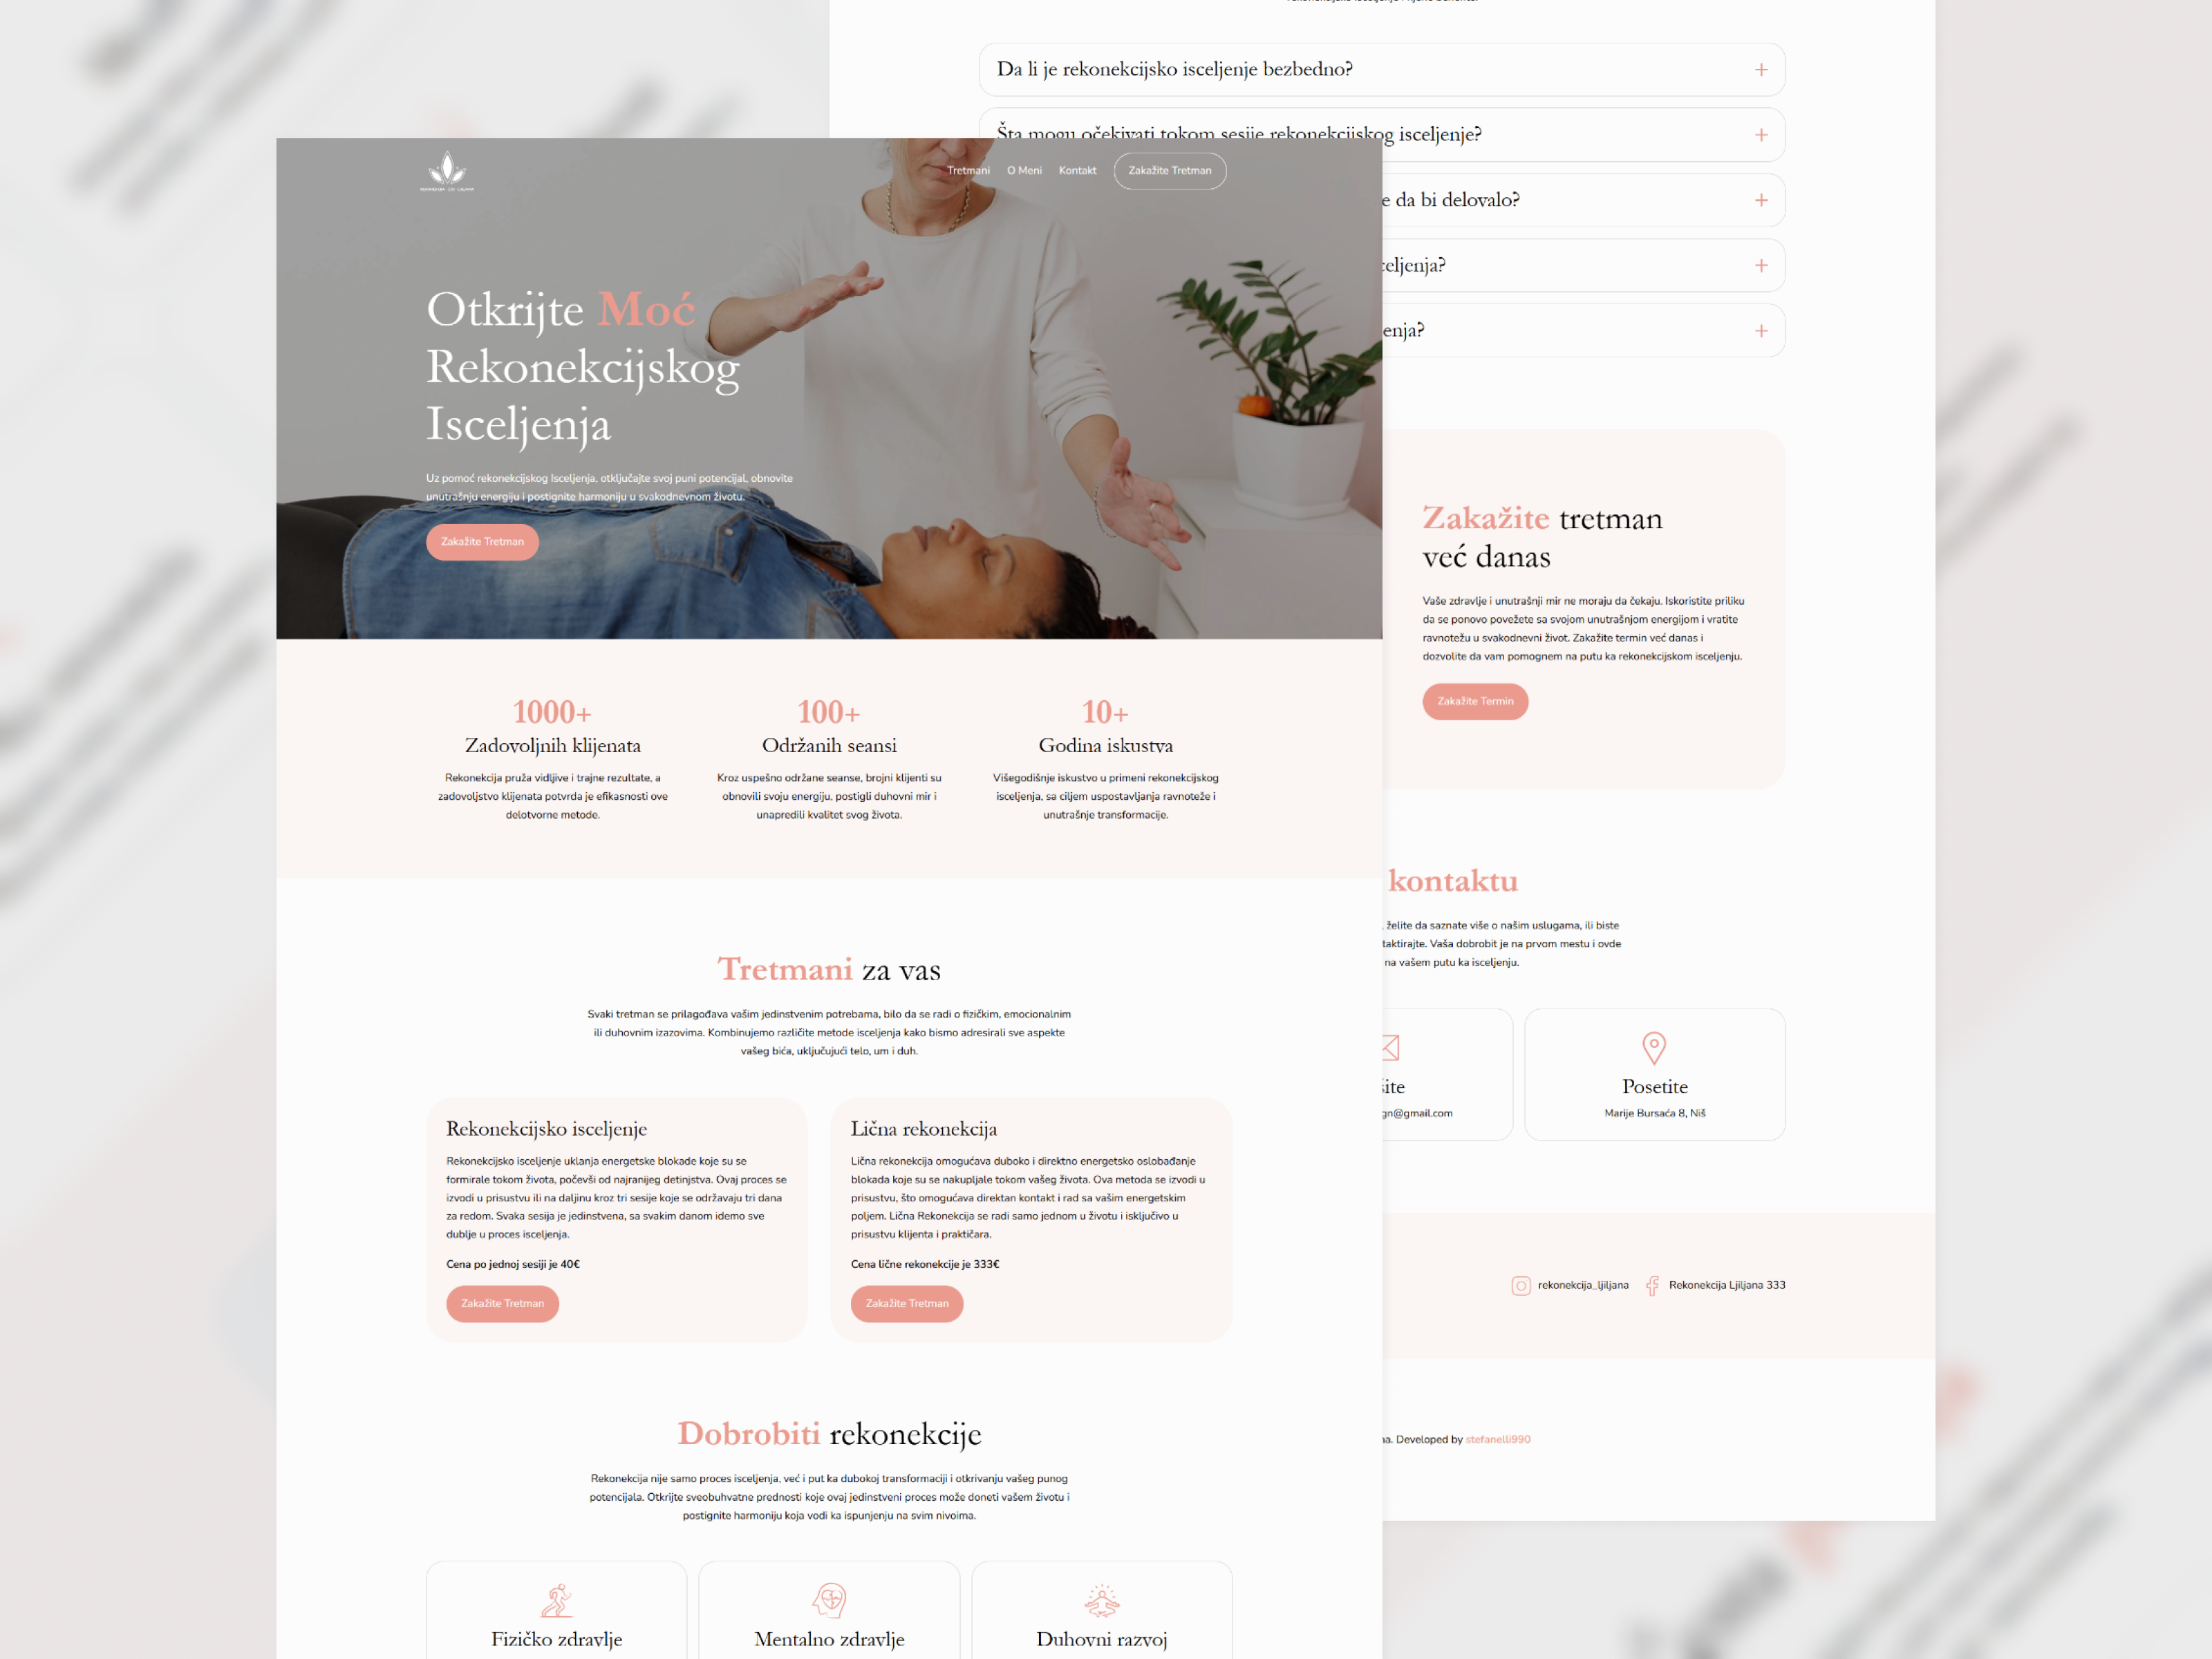 Tretmani
O Meni
Kontakt
Zakažite Tretman
Otkrijte Moć
Rekonekcijskog
Isceljenja
Uz pomoć rekonekcijskog Isceljenja, otključajte svoj puni potencijal, obnovite
unutrašnju energiju i postignite harmoniju u svakodnevnom životu.
Zakažite Tretman
1000+
Zadovoljnih klijenata
Rekonekcija pruža vidljive i trajne rezultate, a
zadovoljstvo klijenata potvrda je efikasnosti ove
delotvorne metode.
100+
Održanih seansi
Kroz uspešno održane seanse, brojni klijenti su
obnovili svoju energiju, postigli duhovni mir i
unapredili kvalitet svog života.
10+
Godina iskustva
Višegodišnje iskustvo u primeni rekonekcijskog
isceljenja, sa ciljem uspostavljanja ravnoteže i
unutrašnje transformacije.
Tretmani za vas
Svaki tretman se prilagođava vašim jedinstvenim potrebama, bilo da se radi o fizičkim, emocionalnim
ili duhovnim izazovima. Kombinujemo različite metode isceljenja kako bismo adresirali sve aspekte
vašeg bića, uključujući telo, um i duh.
Rekonekcijsko isceljenje
Rekonekcijsko isceljenje uklanja energetske blokade koje su se
formirale tokom života, počevši od najranijeg detinjstva. Ovaj proces se
izvodi u prisustvu ili na daljinu kroz tri sesije koje se održavaju tri dana
za redom. Svaka sesija je jedinstvena, sa svakim danom idemo sve
dublje u proces isceljenja.
Cena po jednoj sesiji je 40€
Zakažite Tretman
Lična rekonekcija
Lična rekonekcija omogućava duboko i direktno energetsko oslobađanje
blokada koje su se nakupljale tokom vašeg života. Ova metoda se izvodi u
prisustvu, što omogućava direktan kontakt i rad sa vašim energetskim
poljem. Lična Rekonekcija se radi samo jednom u životu i isključivo u
prisustvu klijenta i praktičara.
Cena lične rekonekcije je 333€
Zakažite Tretman
Dobrobiti rekonekcije
Rekonekcija nije samo proces isceljenja, već i put ka dubokoj transformaciji i otkrivanju vašeg punog
potencijala. Otkrijte sveobuhvatne prednosti koje ovaj jedinstveni proces može doneti vašem životu i
postignite harmoniju koja vodi ka ispunjenju na svim nivoima.
Fizičko zdravlje
Mentalno zdravlje
Duhovni razvoj
Da li je rekonekcijsko isceljenje bezbedno?
Šta mogu očekivati tokom sesije rekonekcijskog isceljenje?
e da bi delovalo?
eljenja?
enja?
Zakažite tretman
već danas
Vaše zdravlje i unutrašnji mir ne moraju da čekaju. Iskoristite priliku
da se ponovo povežete sa svojom unutrašnjom energijom i vratite
ravnotežu u svakodnevni život. Zakažite termin već danas i
dozvolite da vam pomognem na putu ka rekonekcijskom isceljenju.
Zakažite Termin
kontaktu
, želite da saznate više o našim uslugama, ili biste
taktirajte. Vaša dobrobit je na prvom mestu i ovde
na vašem putu ka isceljenju.
ite
gn@gmail.com
Posetite
Marije Bursaća 8, Niš
rekonekcija_ljiljana
Rekonekcija Ljiljana 333
na. Developed by stefanelli990